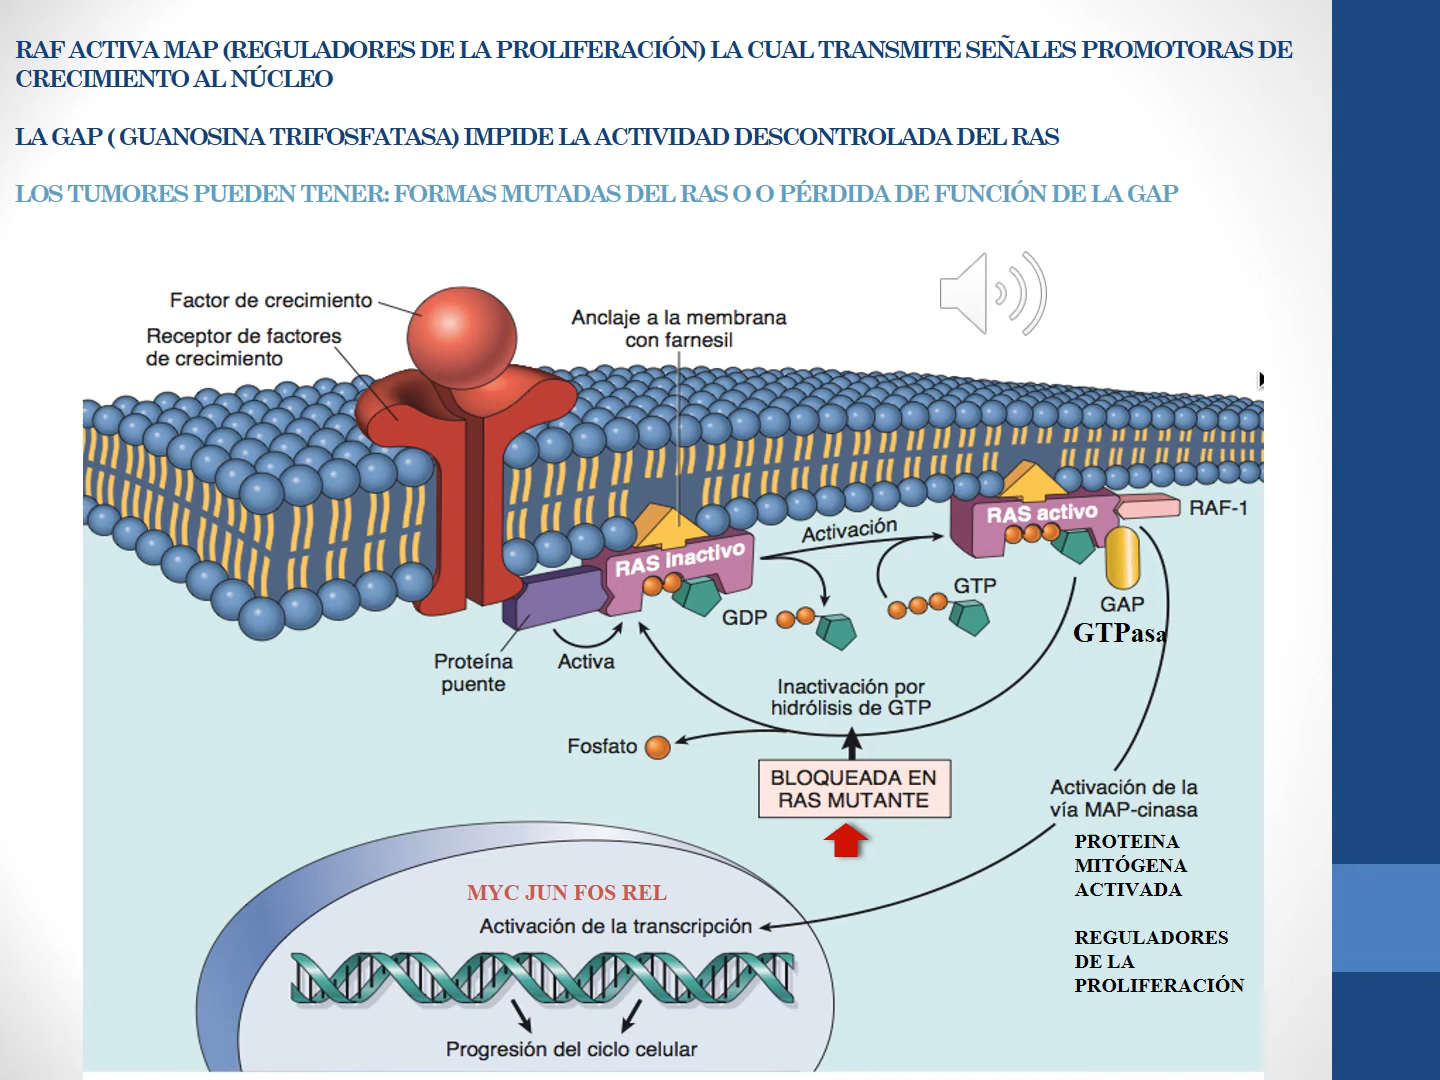 RAF ACTIVA MAP (REGULADORES DE LA PROLIFERACIÓN) LA CUAL TRANSMITE SEÑALES PROMOTORAS DE
CRECIMIENTO AL NÚCLEO
LA GAP ( GUANOSINA TRIFOSFATASA) IMPIDE LA ACTIVIDAD DESCONTROLADA DEL RAS
LOS TUMORES PUEDEN TENER: FORMAS MUTADAS DEL RAS O O PÉRDIDA DE FUNCIÓN DE LA GAP
Factor de crecimiento
Receptor de factores
de crecimiento
Anclaje a la membrana
con farnesil
RAS inactivo
Activación
RAS activo
RAF-1
GDP
GTP
GAP
GTPasa
Proteína
puente
Activa
Inactivación por
hidrólisis de GTP
Fosfato
BLOQUEADA EN
RAS MUTANTE
Activación de la
vía MAP-cinasa
PROTEINA
MITÓGENA
ACTIVADA
REGULADORES
DE LA
PROLIFERACIÓN
MYC JUN FOS REL
Activación de la transcripción
Progresión del ciclo celular